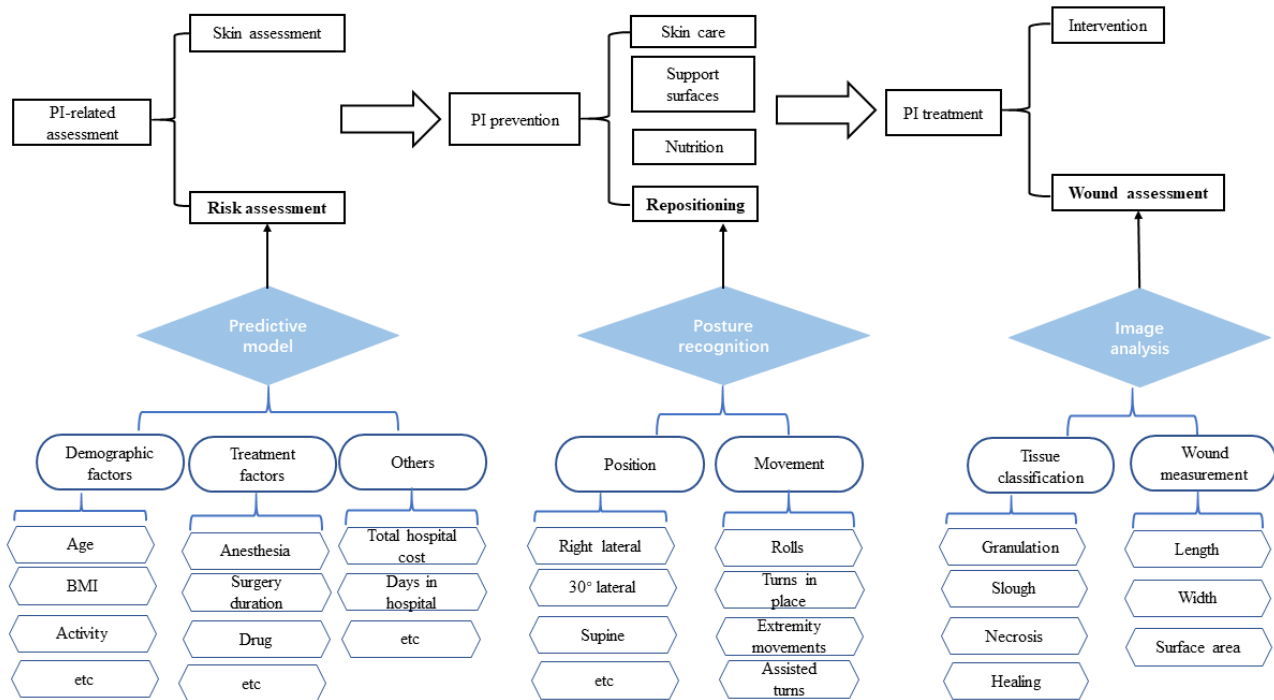 Skin assessment
PI-related
assessment
Risk assessment
PI prevention
Skin care
Support
surfaces
Nutrition
Repositioning
PI treatment
Intervention
Wound assessment
Predictive
model
Posture
recognition
Image
analysis
Demographic
factors
Treatment
factors
Others
Age
BMI
Activity
etc
Anesthesia
Surgery
duration
Drug
etc
Total hospital
cost
Days in
hospital
etc
Position
Movement
Right lateral
30° lateral
Supine
etc
Rolls
Turns in
place
Extremity
movements
Assisted
turns
Tissue
classification
Wound
measurement
Granulation
Slough
Necrosis
Healing
Length
Width
Surface area